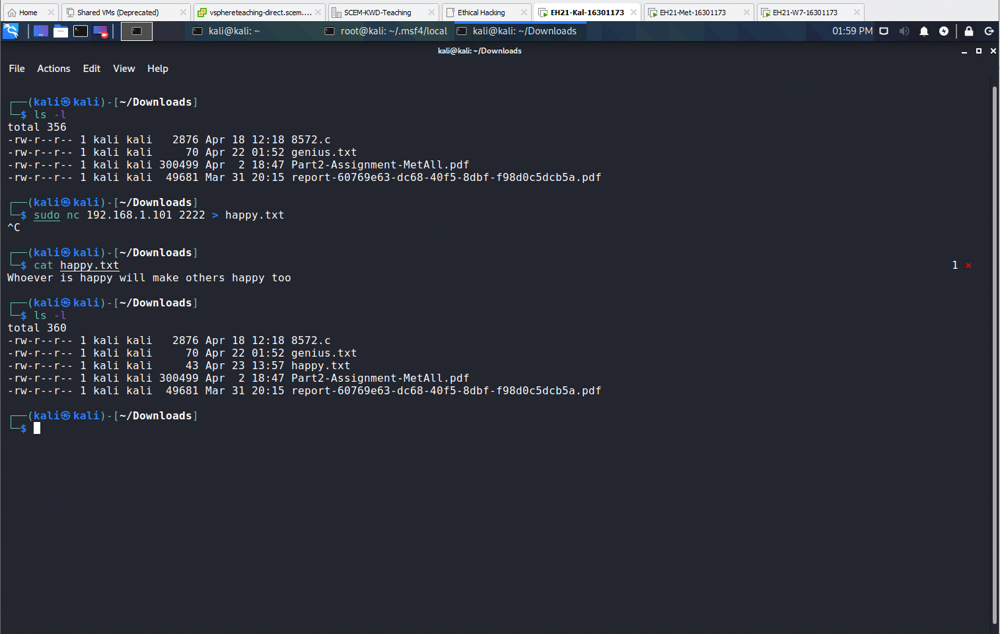 Home Shared VMs (Deprecated) vsphereteaching-direct.scem.... SCEM-KWD-Teaching Ethical Hacking EH21-Kal-16301173 EH21-Met-16301173 EH21-W7-16301173
kali@kali: ~ root@kali: ~/.msf4/local kali@kali: ~/Downloads 01:59 PM
kali@kali: ~/Downloads
File Actions Edit View Help
┌──(kali㉿kali)-[~/Downloads]
└─$ ls -l
total 356
-rw-r--r-- 1 kali kali   2876 Apr 18 12:18 8572.c
-rw-r--r-- 1 kali kali     70 Apr 22 01:52 genius.txt
-rw-r--r-- 1 kali kali 300499 Apr  2 18:47 Part2-Assignment-MetAll.pdf
-rw-r--r-- 1 kali kali  49681 Mar 31 20:15 report-60769e63-dc68-40f5-8dbf-f98d0c5dcb5a.pdf
┌──(kali㉿kali)-[~/Downloads]
└─$ sudo nc 192.168.1.101 2222 > happy.txt
^C
┌──(kali㉿kali)-[~/Downloads]
└─$ cat happy.txt 1 ⨯
Whoever is happy will make others happy too
┌──(kali㉿kali)-[~/Downloads]
└─$ ls -l
total 360
-rw-r--r-- 1 kali kali   2876 Apr 18 12:18 8572.c
-rw-r--r-- 1 kali kali     70 Apr 22 01:52 genius.txt
-rw-r--r-- 1 kali kali     43 Apr 23 13:57 happy.txt
-rw-r--r-- 1 kali kali 300499 Apr  2 18:47 Part2-Assignment-MetAll.pdf
-rw-r--r-- 1 kali kali  49681 Mar 31 20:15 report-60769e63-dc68-40f5-8dbf-f98d0c5dcb5a.pdf
┌──(kali㉿kali)-[~/Downloads]
└─$